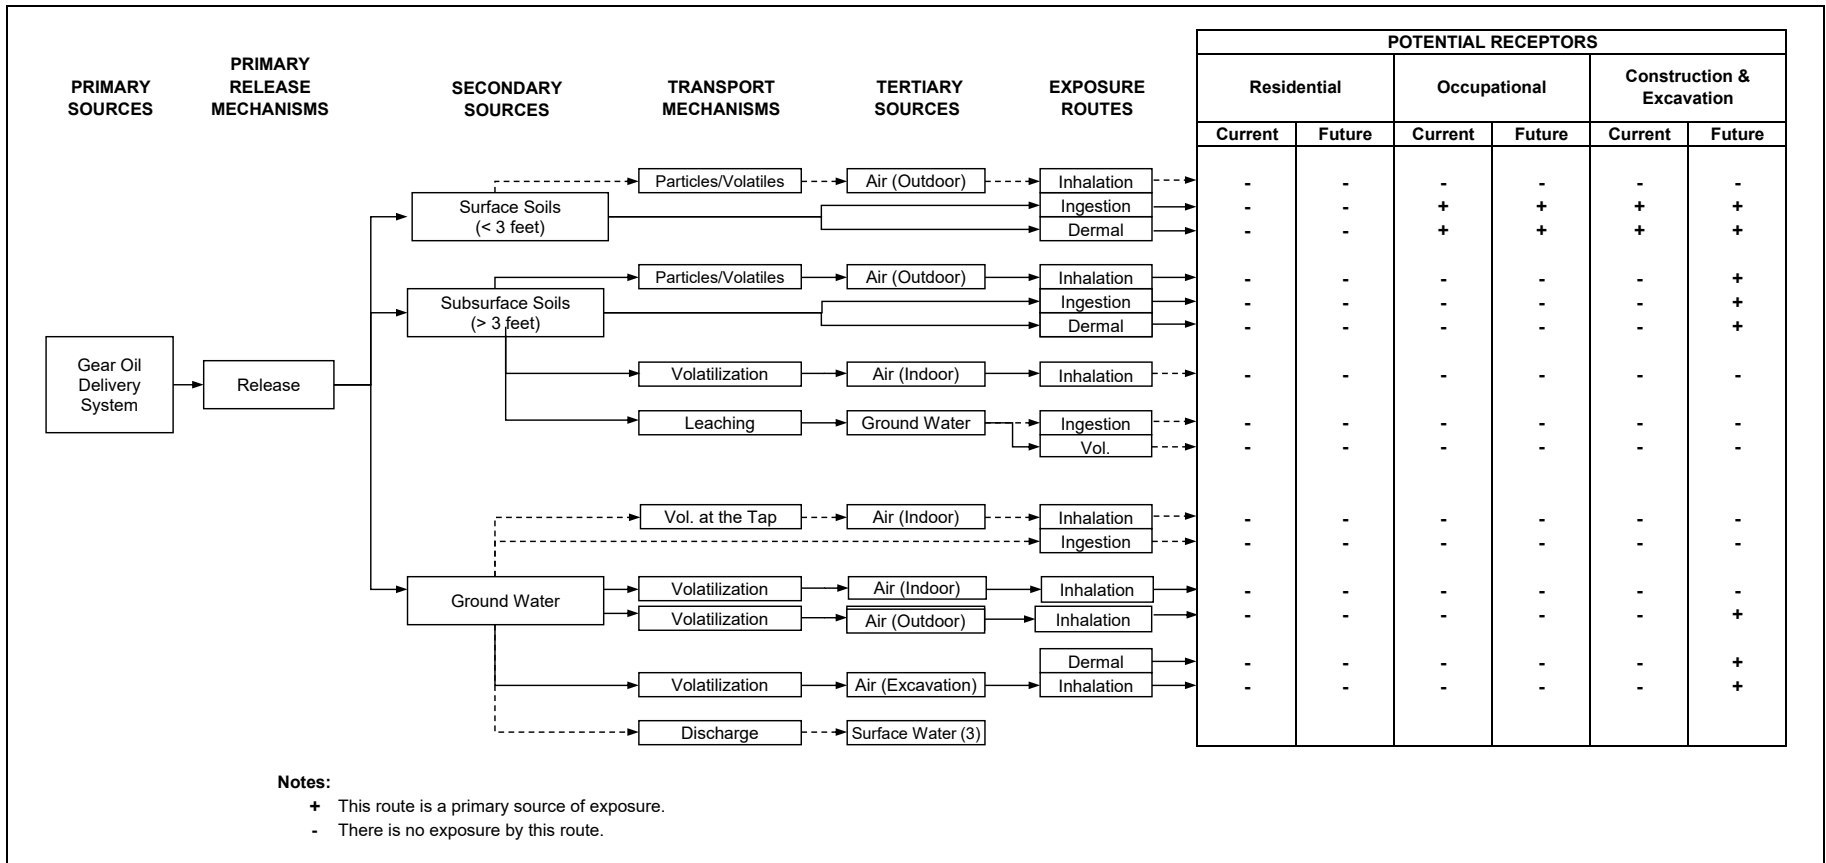 POTENTIAL RECEPTORS
PRIMARY
SOURCES
PRIMARY
RELEASE
MECHANISMS
SECONDARY
SOURCES
TRANSPORT
MECHANISMS
TERTIARY
SOURCES
EXPOSURE
ROUTES
Residential
Occupational
Construction &
Excavation
Current Future Current Future Current Future
Particles/Volatiles Air (Outdoor) Inhalation - - - - - -
Surface Soils
(< 3 feet)
Ingestion - - + + + +
Dermal - - + + + +
Particles/Volatiles Air (Outdoor) Inhalation - - - - - +
Subsurface Soils
(> 3 feet)
Ingestion - - - - - +
Dermal - - - - - +
Gear Oil
Delivery
System
Release
Volatilization Air (Indoor) Inhalation - - - - - -
Leaching Ground Water Ingestion - - - - - -
Vol. - - - - - -
Vol. at the Tap Air (Indoor) Inhalation - - - - - -
Ingestion - - - - - -
Ground Water
Volatilization Air (Indoor) Inhalation - - - - - -
Volatilization Air (Outdoor) Inhalation - - - - - +
Dermal - - - - - +
Volatilization Air (Excavation) Inhalation - - - - - +
Discharge Surface Water (3)
Notes:
+ This route is a primary source of exposure.
- There is no exposure by this route.